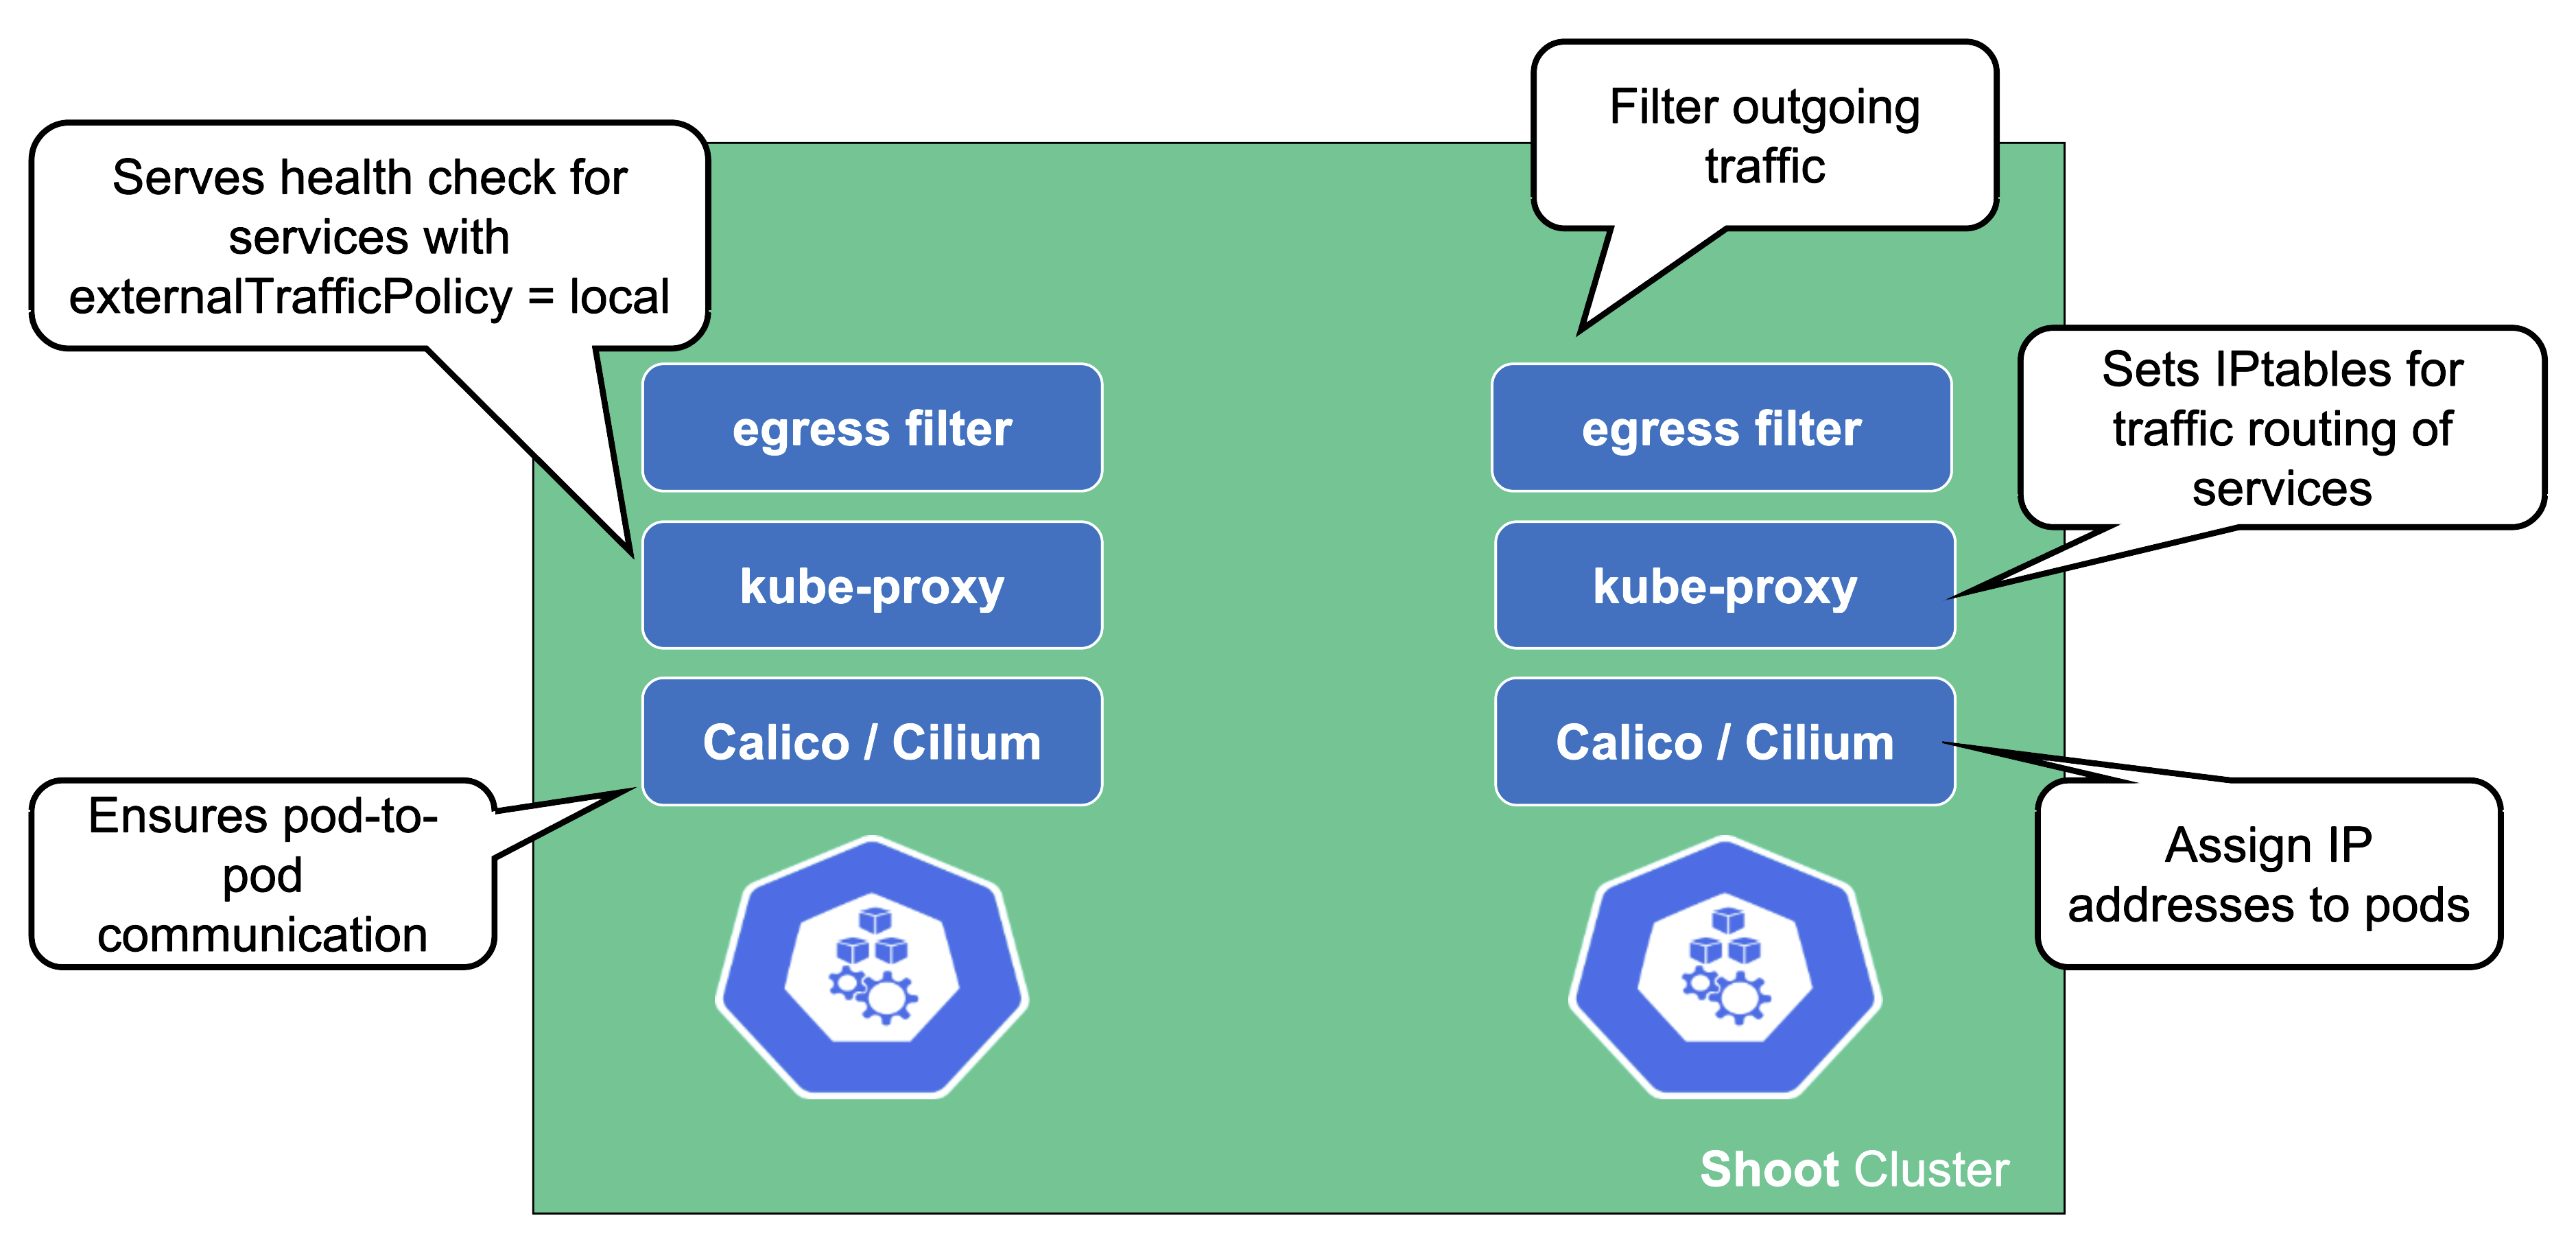 Filter outgoing
traffic
Serves health check for
services with
externalTrafficPolicy = local
Sets IPtables for
traffic routing of
services
egress filter
egress filter
kube-proxy
kube-proxy
Calico / Cilium
Calico / Cilium
Ensures pod-to-
pod
communication
Assign IP
addresses to pods
Shoot Cluster